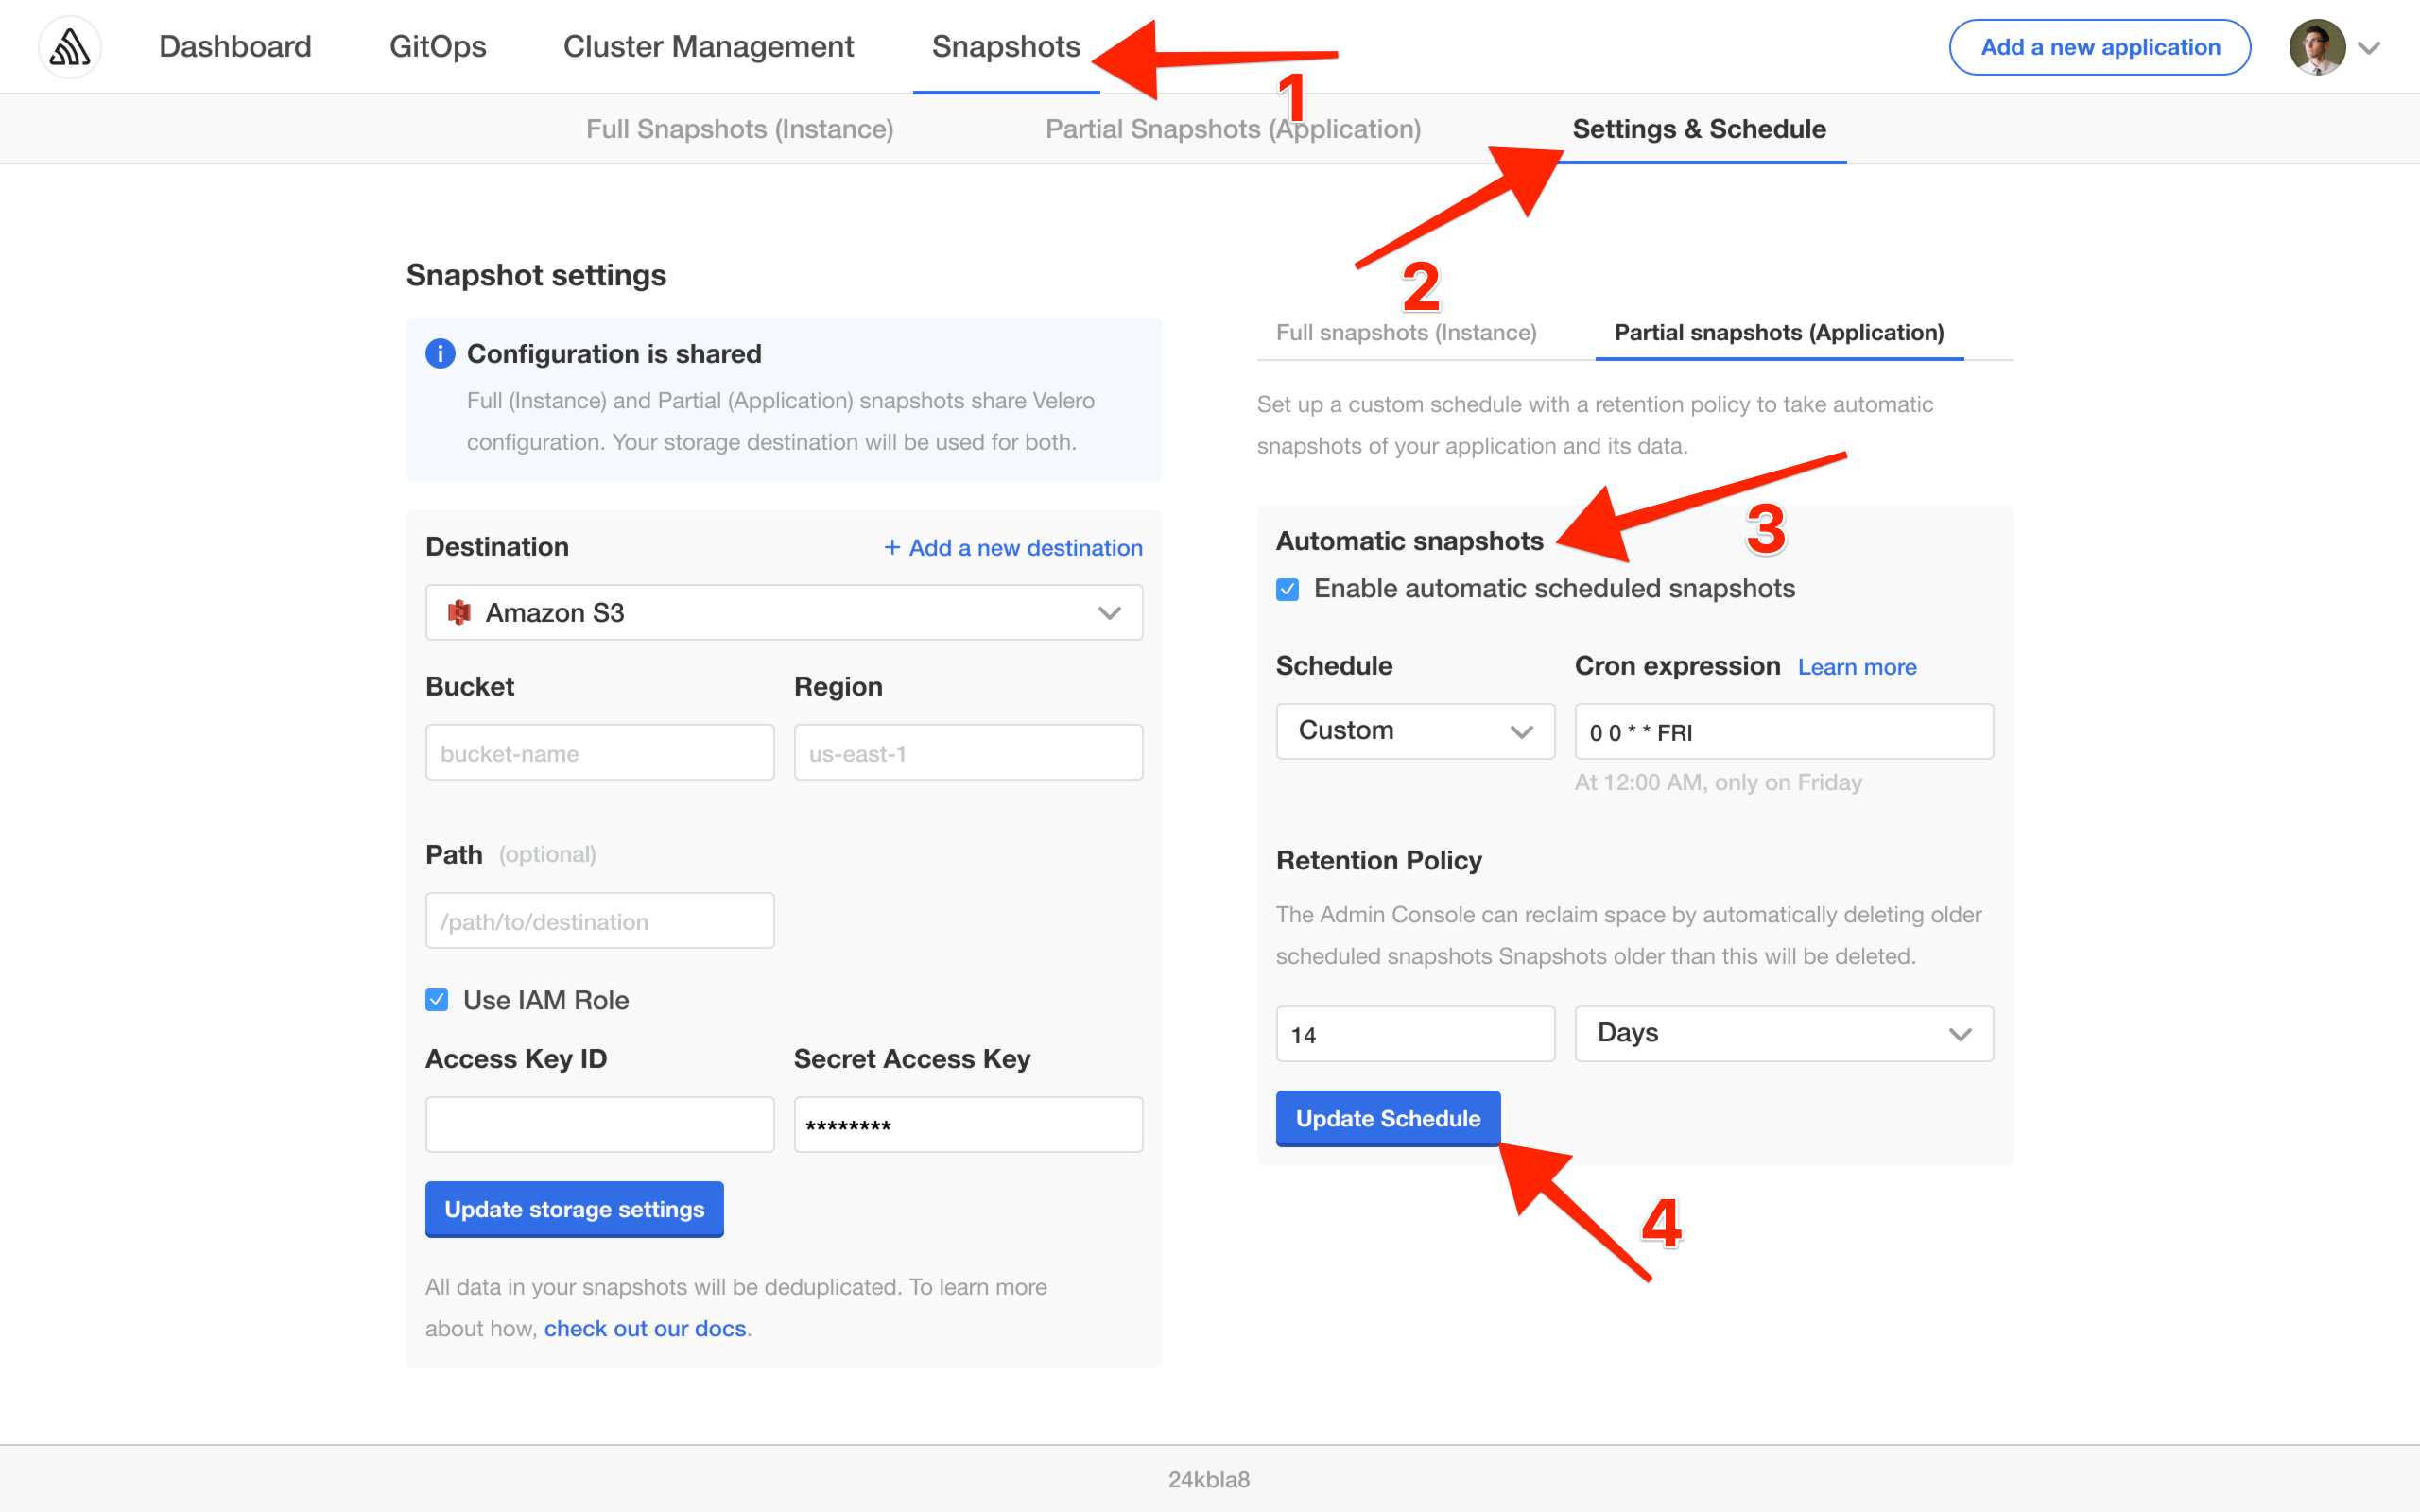 Dashboard
GitOps
Cluster Management
Snapshots
Add a new application
1
Full Snapshots (Instance)
Partial Snapshots (Application)
Settings & Schedule
2
Snapshot settings
Configuration is shared
Full (Instance) and Partial (Application) snapshots share Velero
configuration. Your storage destination will be used for both.
Destination
+ Add a new destination
Amazon S3
Bucket
Region
bucket-name
us-east-1
Path (optional)
/path/to/destination
Use IAM Role
Access Key ID
Secret Access Key
********
Update storage settings
All data in your snapshots will be deduplicated. To learn more
about how, check out our docs.
Full snapshots (Instance)
Partial snapshots (Application)
Set up a custom schedule with a retention policy to take automatic
snapshots of your application and its data.
3
Automatic snapshots
Enable automatic scheduled snapshots
Schedule
Cron expression Learn more
Custom
0 0 * * FRI
At 12:00 AM, only on Friday
Retention Policy
The Admin Console can reclaim space by automatically deleting older
scheduled snapshots Snapshots older than this will be deleted.
14
Days
Update Schedule
4
24kbla8